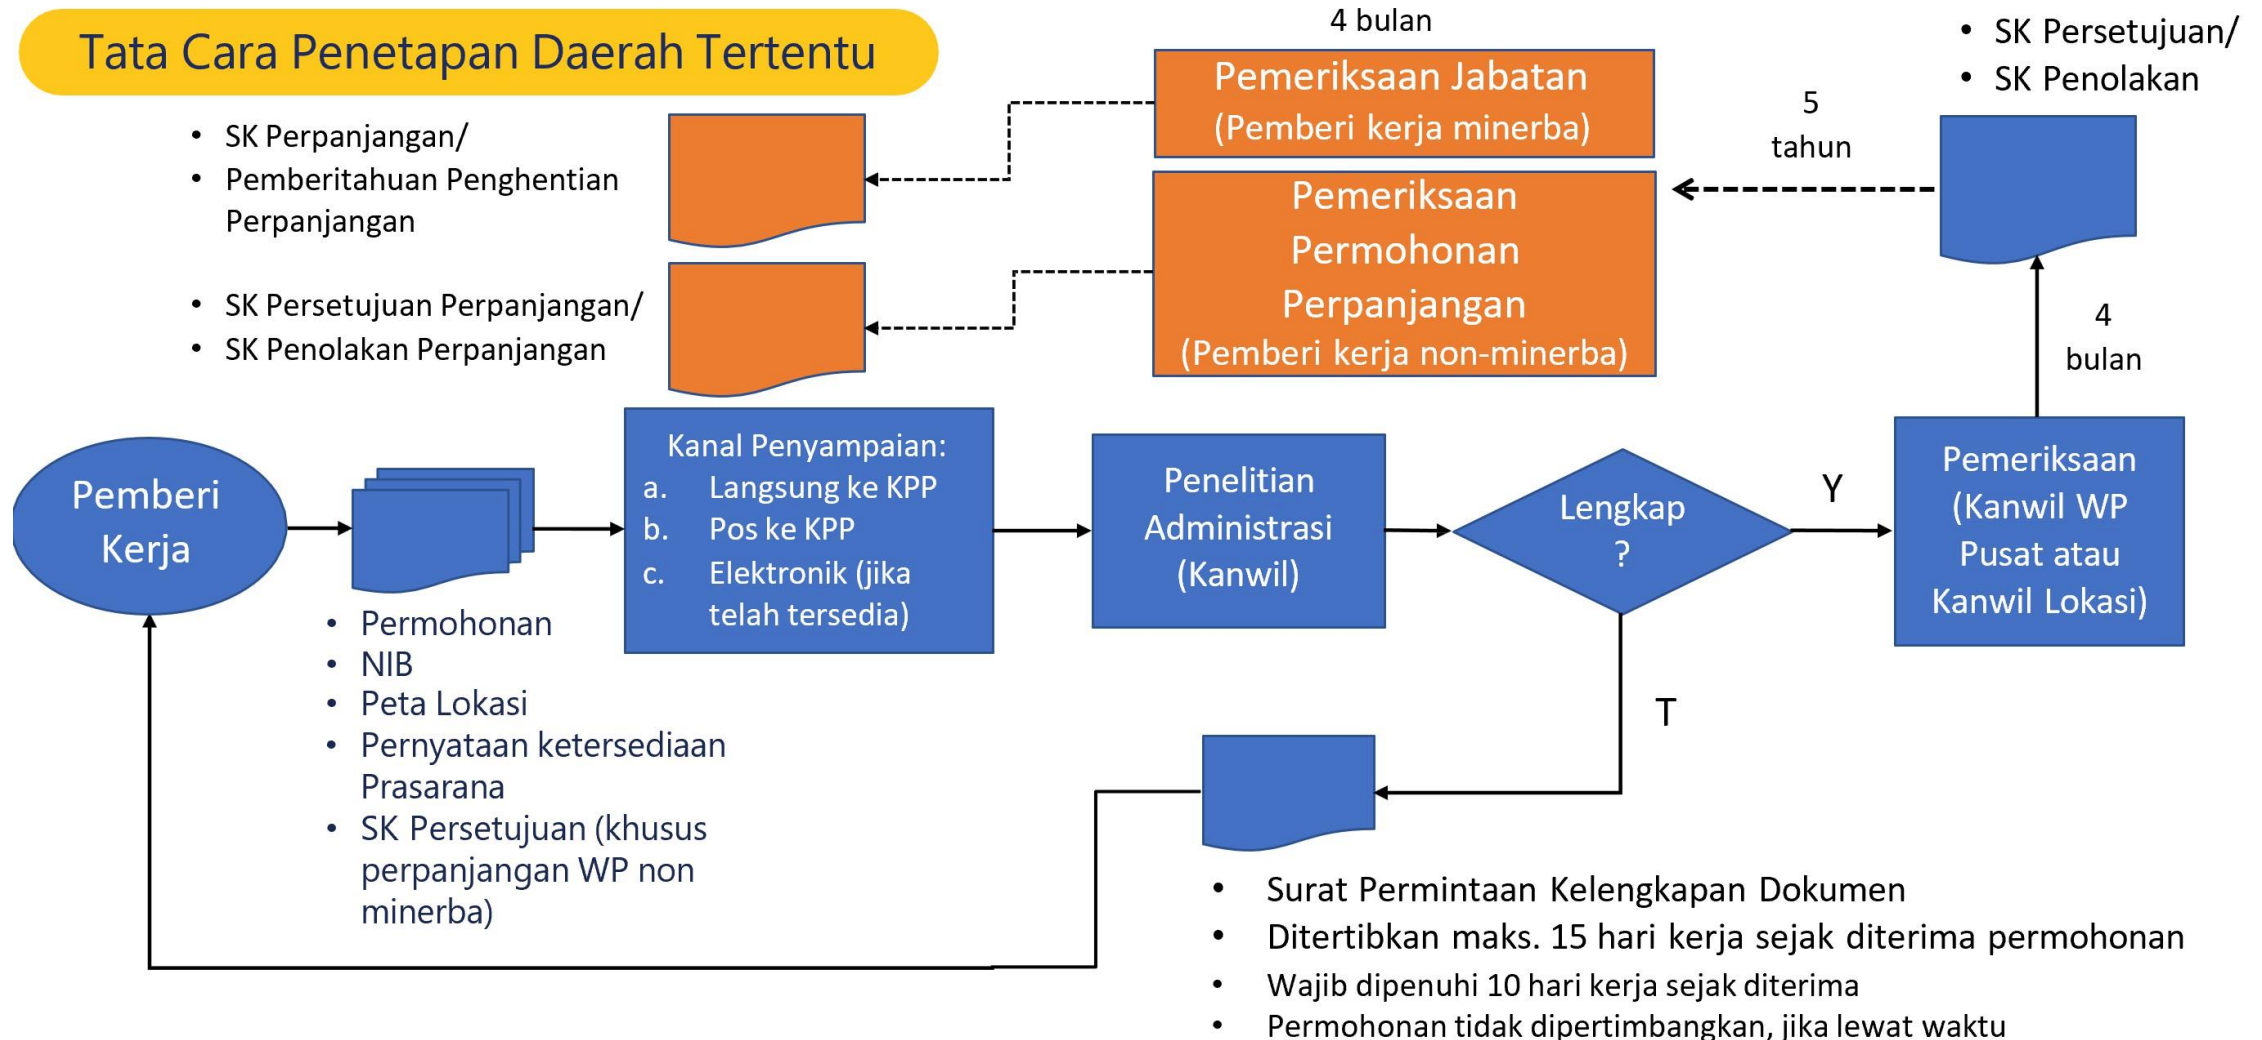 Tata Cara Penetapan Daerah Tertentu
4 bulan
Pemeriksaan Jabatan
(Pemberi kerja minerba)
• SK Persetujuan/
• SK Penolakan
5
tahun
• SK Perpanjangan/
• Pemberitahuan Penghentian
Perpanjangan
Pemeriksaan
Permohonan
Perpanjangan
(Pemberi kerja non-minerba)
• SK Persetujuan Perpanjangan/
• SK Penolakan Perpanjangan
4
bulan
Pemberi
Kerja
Kanal Penyampaian:
a. Langsung ke KPP
b. Pos ke KPP
c. Elektronik (jika
telah tersedia)
Penelitian
Administrasi
(Kanwil)
Lengkap
?
Y
Pemeriksaan
(Kanwil WP
Pusat atau
Kanwil Lokasi)
• Permohonan
• NIB
• Peta Lokasi
• Pernyataan ketersediaan
Prasarana
• SK Persetujuan (khusus
perpanjangan WP non
minerba)
T
• Surat Permintaan Kelengkapan Dokumen
• Ditertibkan maks. 15 hari kerja sejak diterima permohonan
• Wajib dipenuhi 10 hari kerja sejak diterima
• Permohonan tidak dipertimbangkan, jika lewat waktu